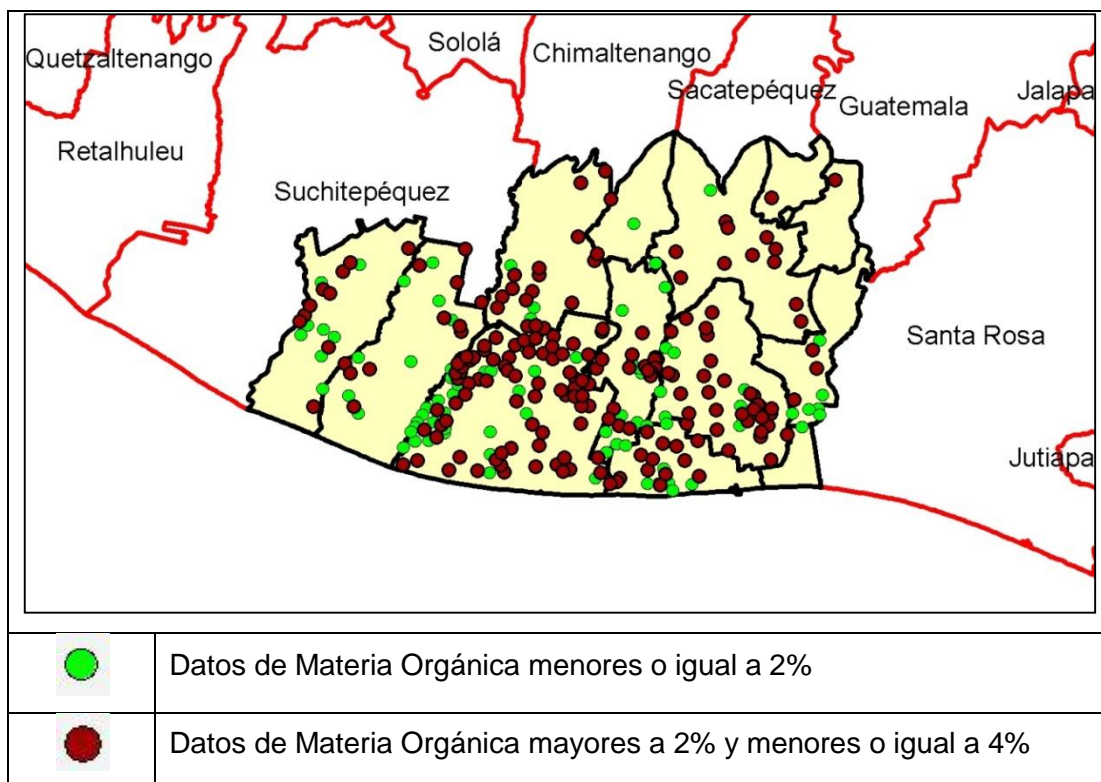 Sololá
Chimaltenango
Quetzaltenango
Sacatepéquez
Guatemala
Jalapa
Retalhuleu
Suchitepéquez
Santa Rosa
Jutiapa
Datos de Materia Orgánica menores o igual a 2%
Datos de Materia Orgánica mayores a 2% y menores o igual a 4%